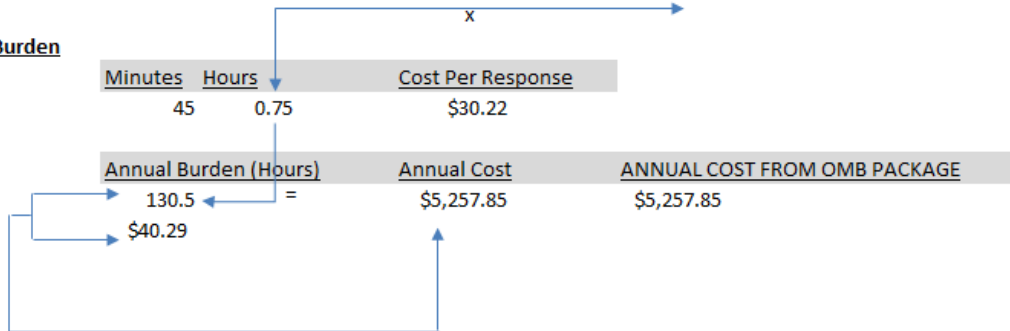 x
Burden
Minutes Hours Cost Per Response
45 0.75 $30.22
Annual Burden (Hours) Annual Cost ANNUAL COST FROM OMB PACKAGE
130.5 = $5,257.85 $5,257.85
$40.29